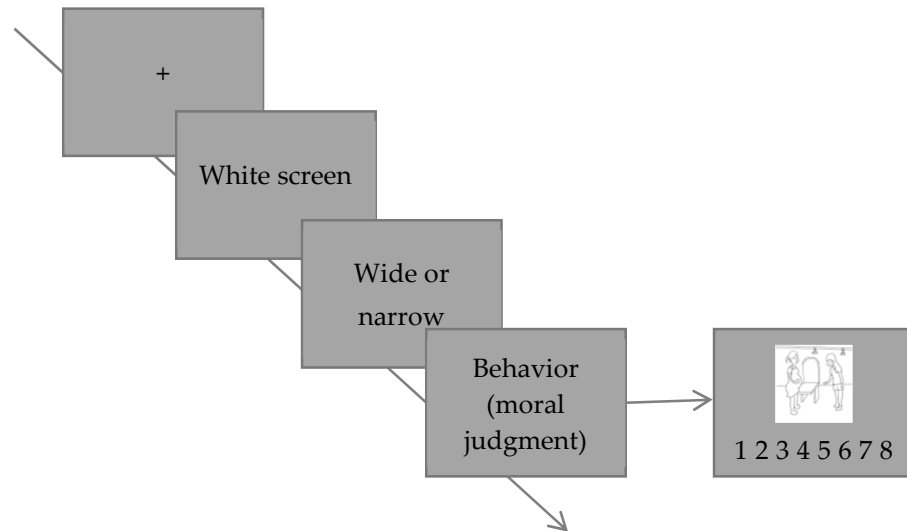 +
White screen
Wide or
narrow
Behavior
(moral
judgment)
1 2 3 4 5 6 7 8